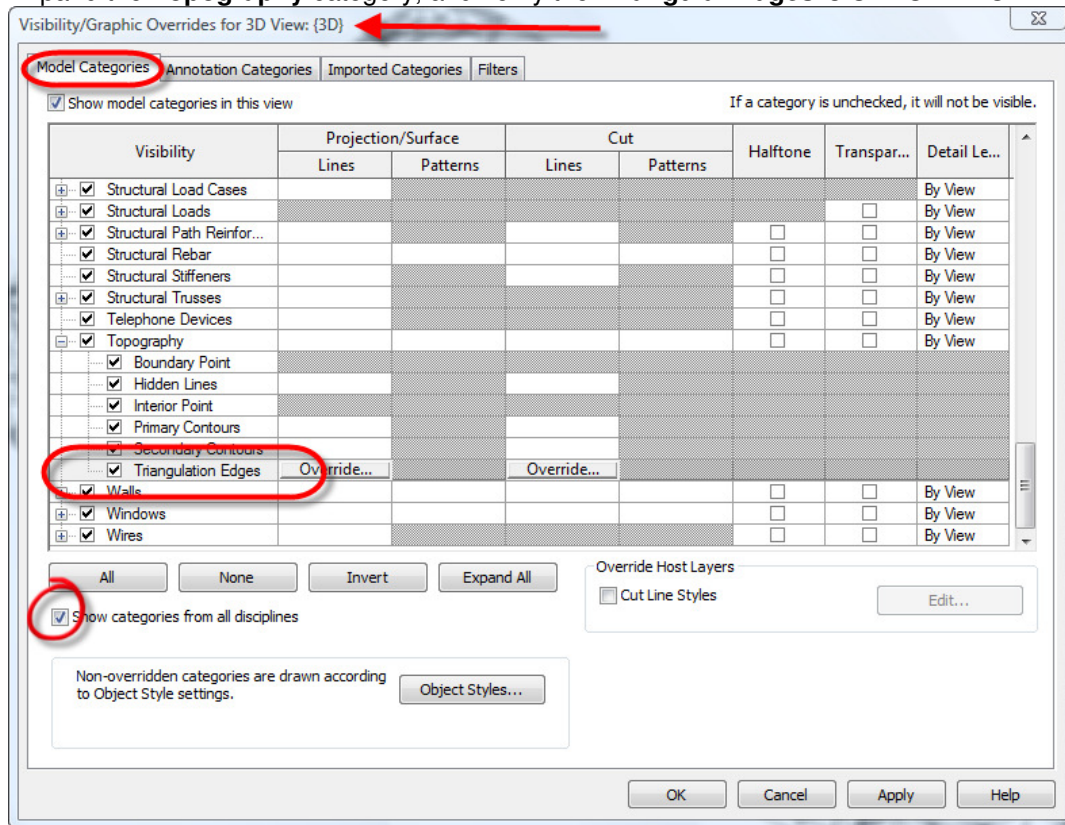 Visibility/Graphic Overrides for 3D View: {3D}
Model Categories Annotation Categories Imported Categories Filters
Show model categories in this view If a category is unchecked, it will not be visible.
Visibility Projection/Surface Cut Halftone Transpar... Detail Le...
Lines Patterns Lines Patterns
Structural Load Cases By View
Structural Loads By View
Structural Path Reinfor... By View
Structural Rebar By View
Structural Stiffeners By View
Structural Trusses By View
Telephone Devices By View
Topography By View
Boundary Point
Hidden Lines
Interior Point
Primary Contours
Secondary Contours
Triangulation Edges Override... Override...
Walls By View
Windows By View
Wires By View
All None Invert Expand All Override Host Layers
Cut Line Styles Edit...
Show categories from all disciplines
Non-overridden categories are drawn according
to Object Style settings. Object Styles...
OK Cancel Apply Help